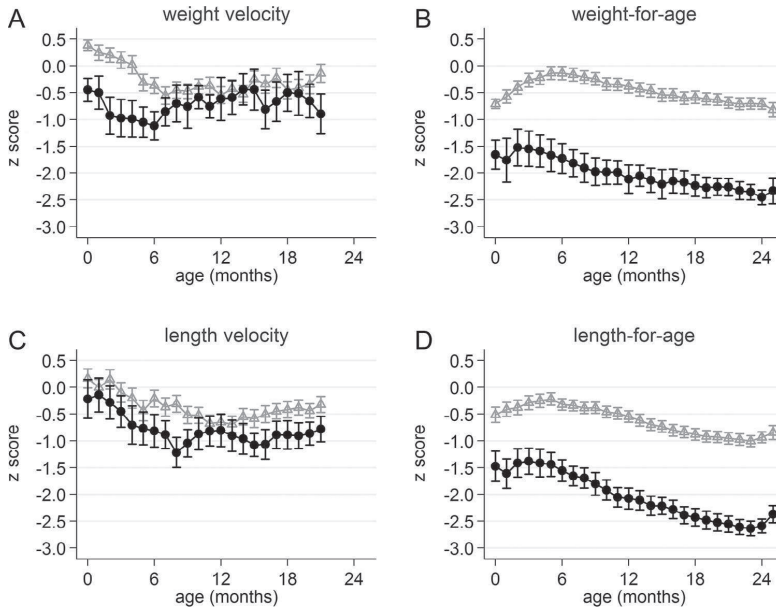 A
weight velocity
0.5
0.0
-0.5
-1.0
-1.5
-2.0
-2.5
-3.0
z score
0 6 12 18 24
age (months)
B
weight-for-age
0.5
0.0
-0.5
-1.0
-1.5
-2.0
-2.5
-3.0
z score
0 6 12 18 24
age (months)
C
length velocity
0.5
0.0
-0.5
-1.0
-1.5
-2.0
-2.5
-3.0
z score
0 6 12 18 24
age (months)
D
length-for-age
0.5
0.0
-0.5
-1.0
-1.5
-2.0
-2.5
-3.0
z score
0 6 12 18 24
age (months)